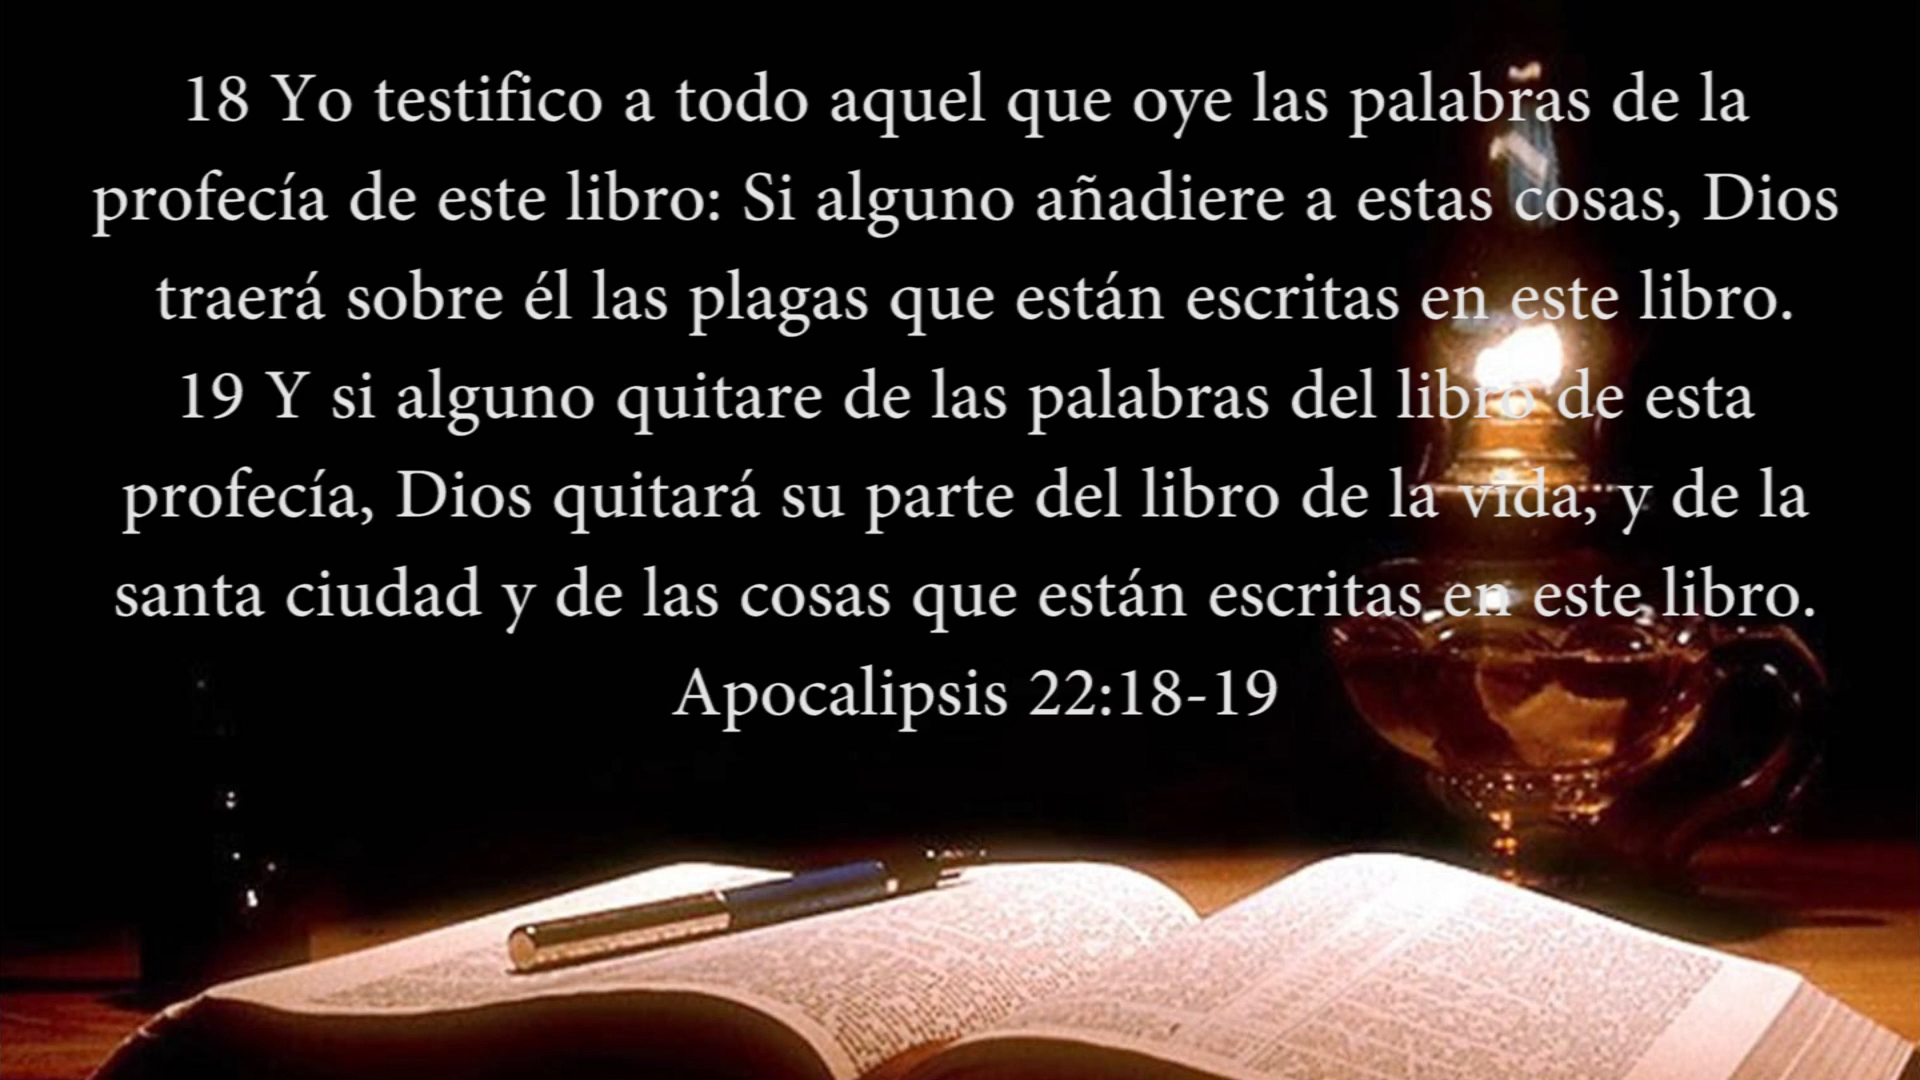 18 Yo testifico a todo aquel que oye las palabras de la
profecía de este libro: Si alguno añadiere a estas cosas, Dios
traerá sobre él las plagas que están escritas en este libro.
19 Y si alguno quitare de las palabras del libro de esta
profecía, Dios quitará su parte del libro de la vida, y de la
santa ciudad y de las cosas que están escritas en este libro.
Apocalipsis 22:18-19